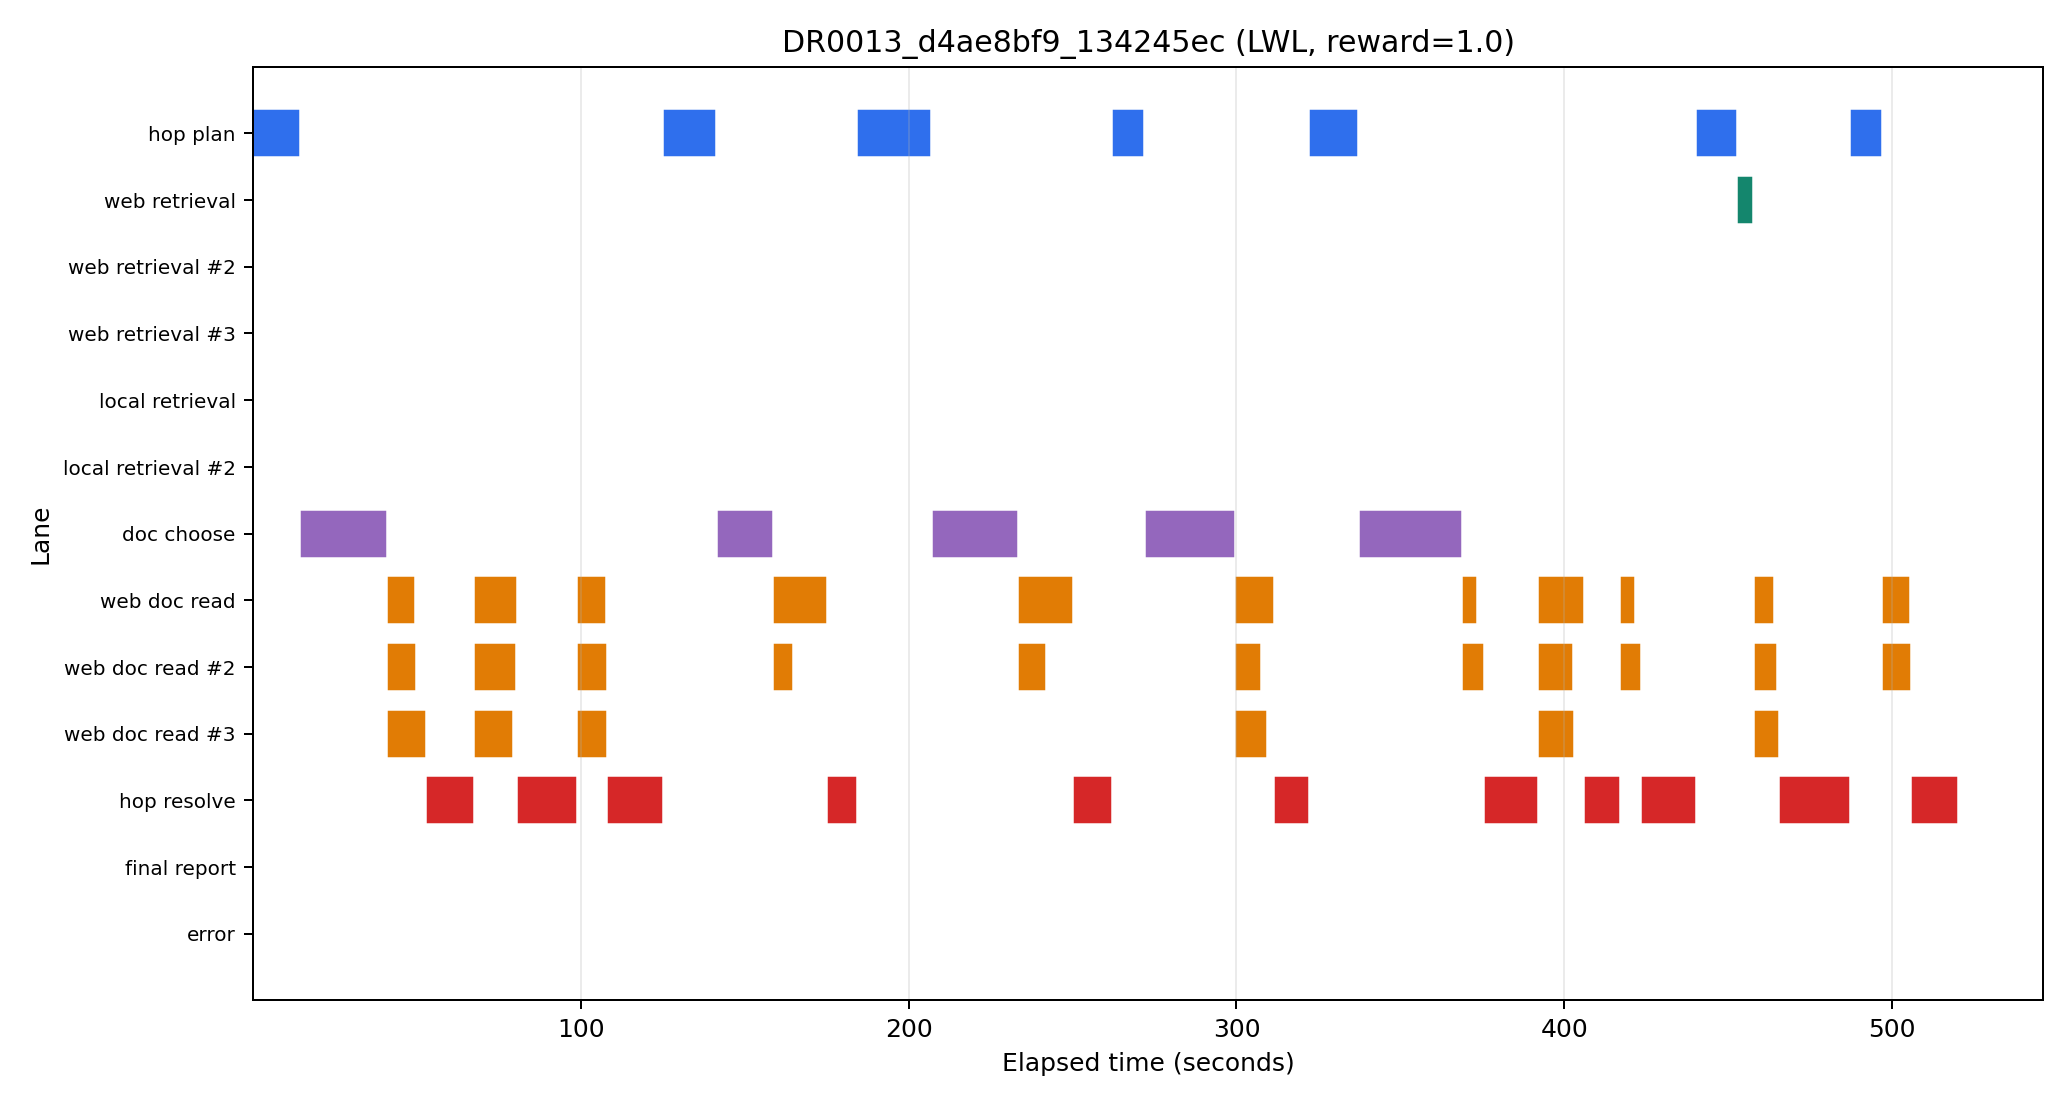 DR0013_d4ae8bf9_134245ec (LWL, reward=1.0)
Lane
hop plan
web retrieval
web retrieval #2
web retrieval #3
local retrieval
local retrieval #2
doc choose
web doc read
web doc read #2
web doc read #3
hop resolve
final report
error
100 200 300 400 500
Elapsed time (seconds)